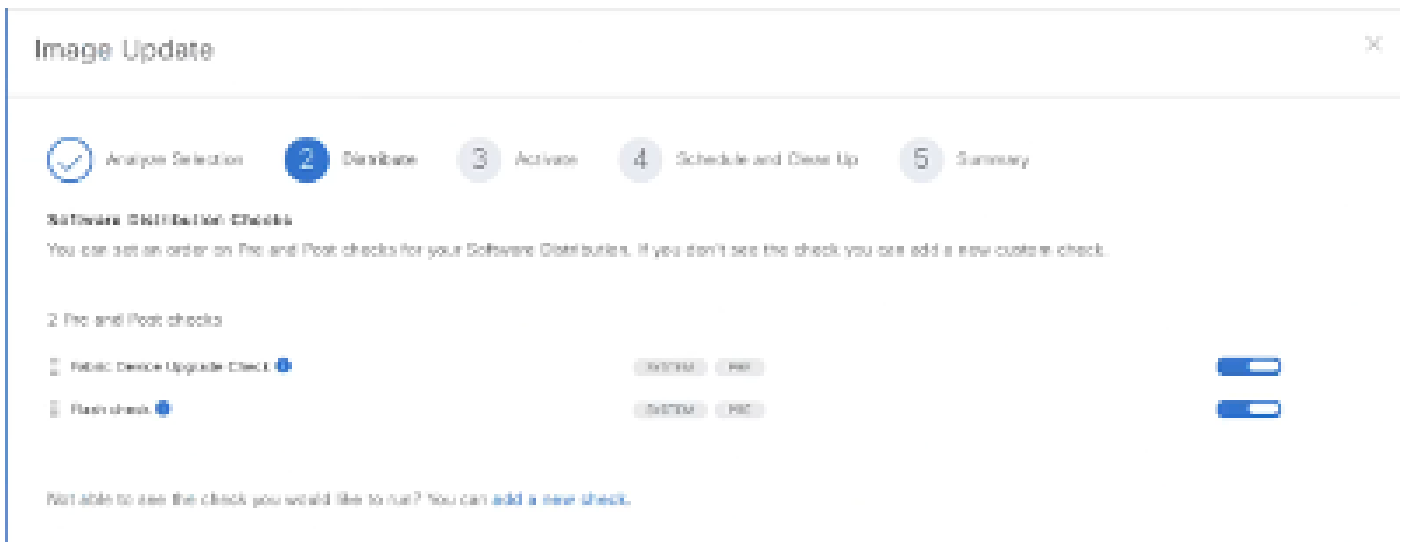 Image Update
Analyze Selection
2 Distribute
3 Activate
4 Schedule and Clean Up
5 Summary
Software Distribution Checks
You can set an order on Pre and Post checks for your Software Distribution. If you don't see the check you can add a new custom check.
2 Pre and Post checks
Fabric Device Upgrade Check SYSTEM PRE
Flash check SYSTEM PRE
Not able to see the check you would like to run? You can add a new check.